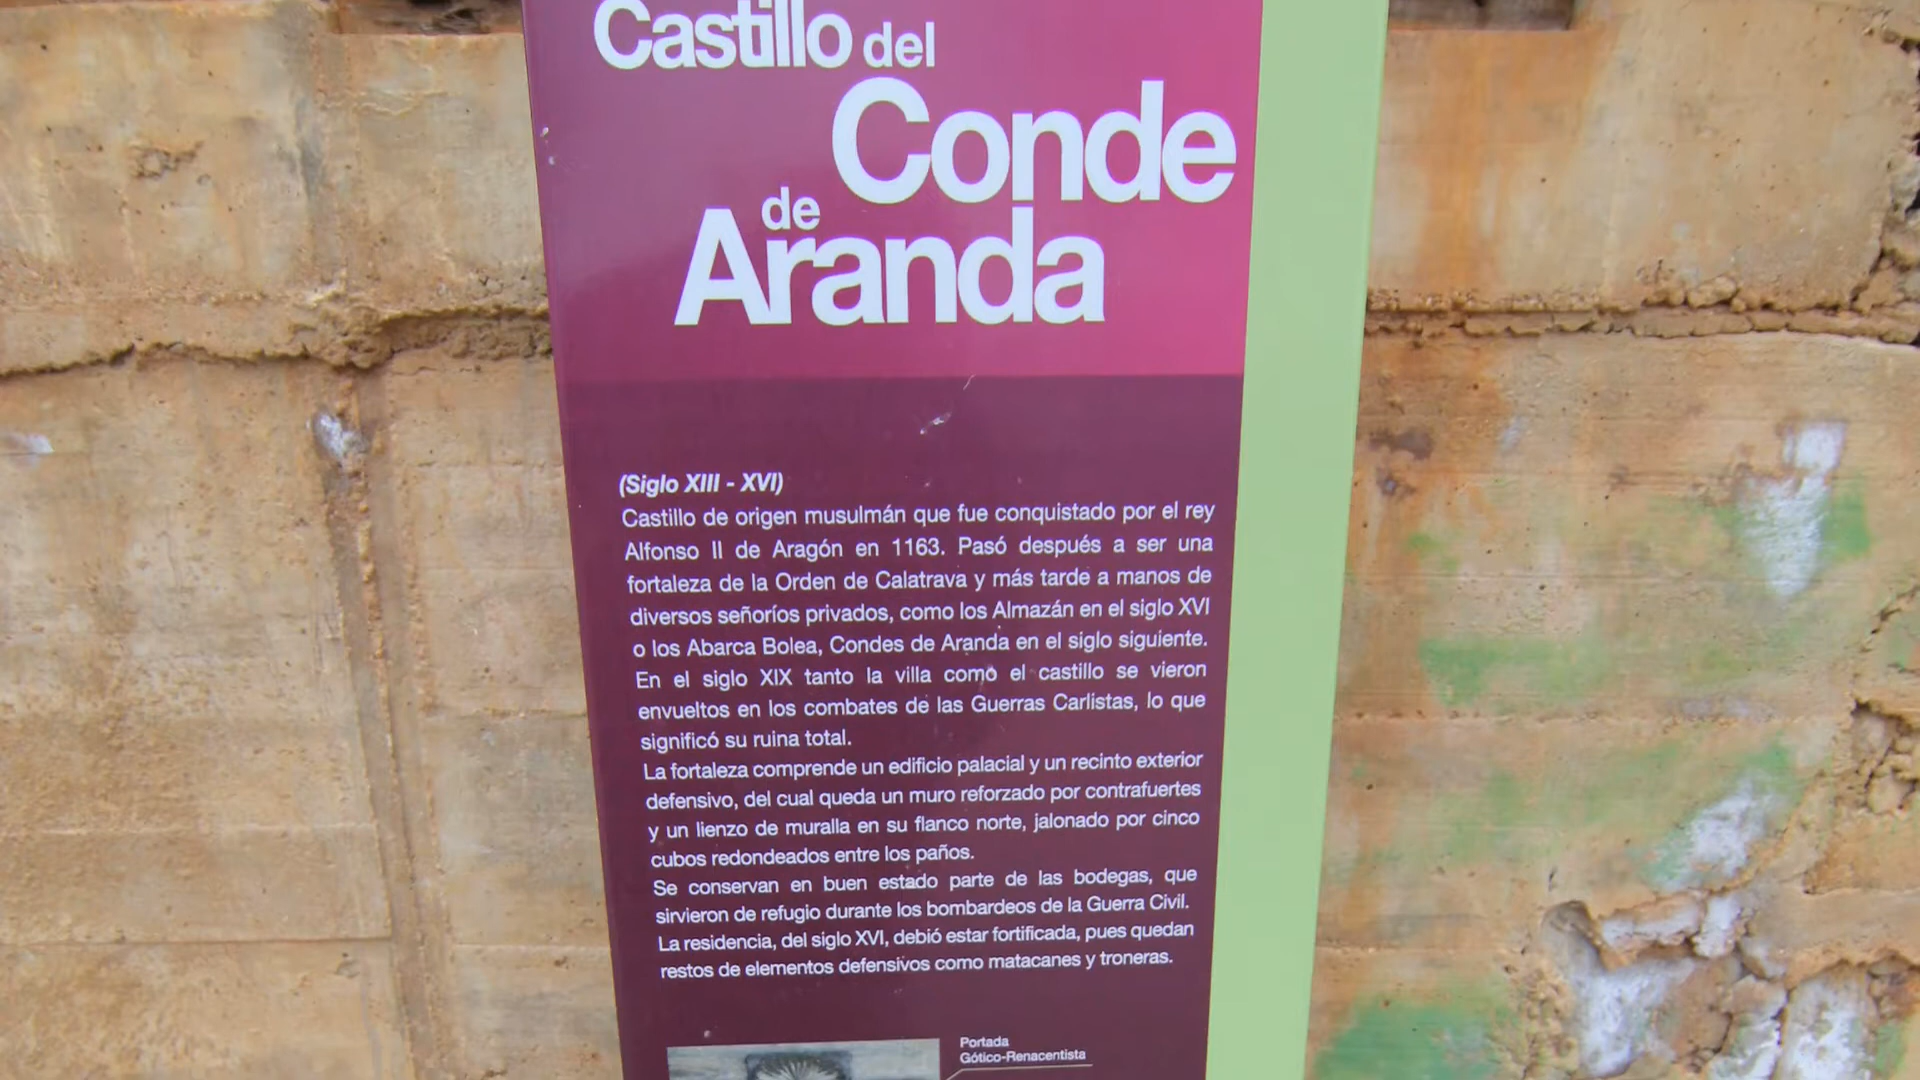 Castillo del
Conde
de
Aranda
(Siglo XIII - XVI)
Castillo de origen musulmán que fue conquistado por el rey
Alfonso II de Aragón en 1163. Pasó después a ser una
fortaleza de la Orden de Calatrava y más tarde a manos de
diversos señoríos privados, como los Almazán en el siglo XVI
o los Abarca Bolea, Condes de Aranda en el siglo siguiente.
En el siglo XIX tanto la villa como el castillo se vieron
envueltos en los combates de las Guerras Carlistas, lo que
significó su ruina total.
La fortaleza comprende un edificio palacial y un recinto exterior
defensivo, del cual queda un muro reforzado por contrafuertes
y un lienzo de muralla en su flanco norte, jalonado por cinco
cubos redondeados entre los paños.
Se conservan en buen estado parte de las bodegas, que
sirvieron de refugio durante los bombardeos de la Guerra Civil.
La residencia, del siglo XVI, debió estar fortificada, pues quedan
restos de elementos defensivos como matacanes y troneras.
Portada
Gótico-Renacentista